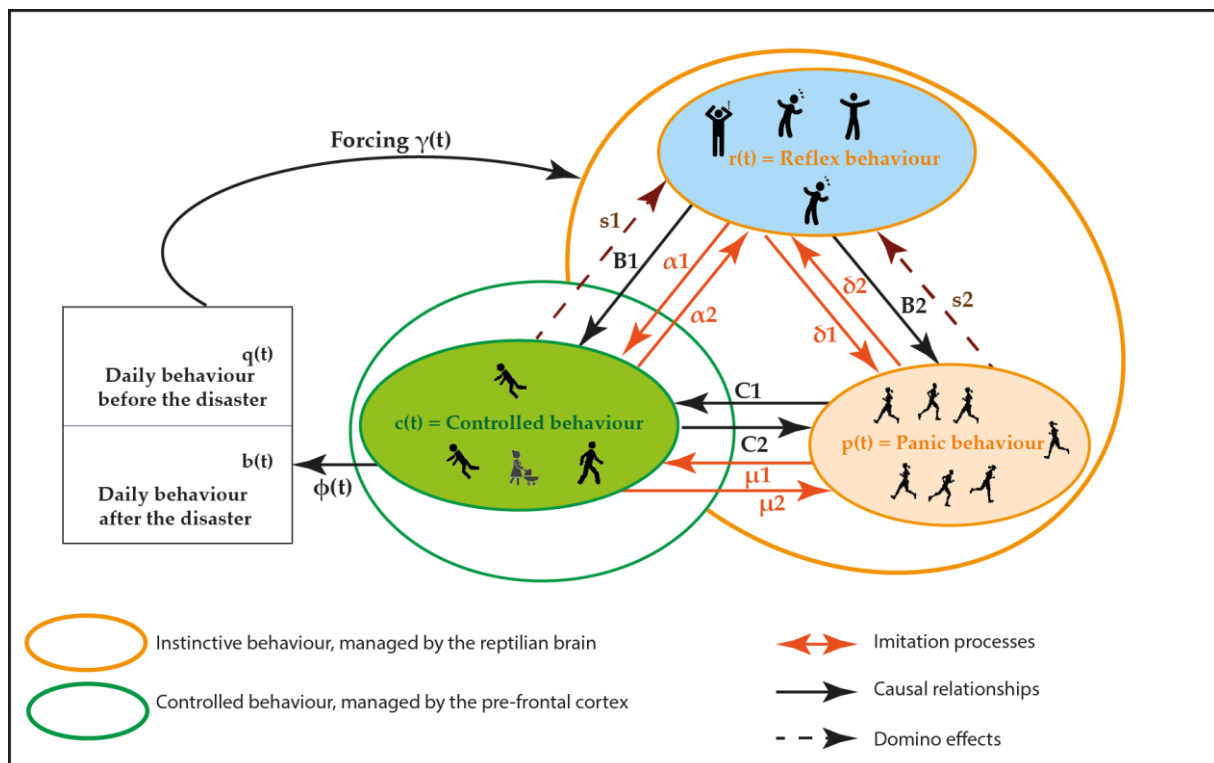 Forcing γ(t)
r(t) = Reflex behaviour
s1
B1
α1
α2
δ2
δ1
B2
s2
q(t)
Daily behaviour
before the disaster
b(t)
Daily behaviour
after the disaster
ϕ(t)
c(t) = Controlled behaviour
C1
C2
μ1
μ2
p(t) = Panic behaviour
Instinctive behaviour, managed by the reptilian brain
Controlled behaviour, managed by the pre-frontal cortex
Imitation processes
Causal relationships
Domino effects